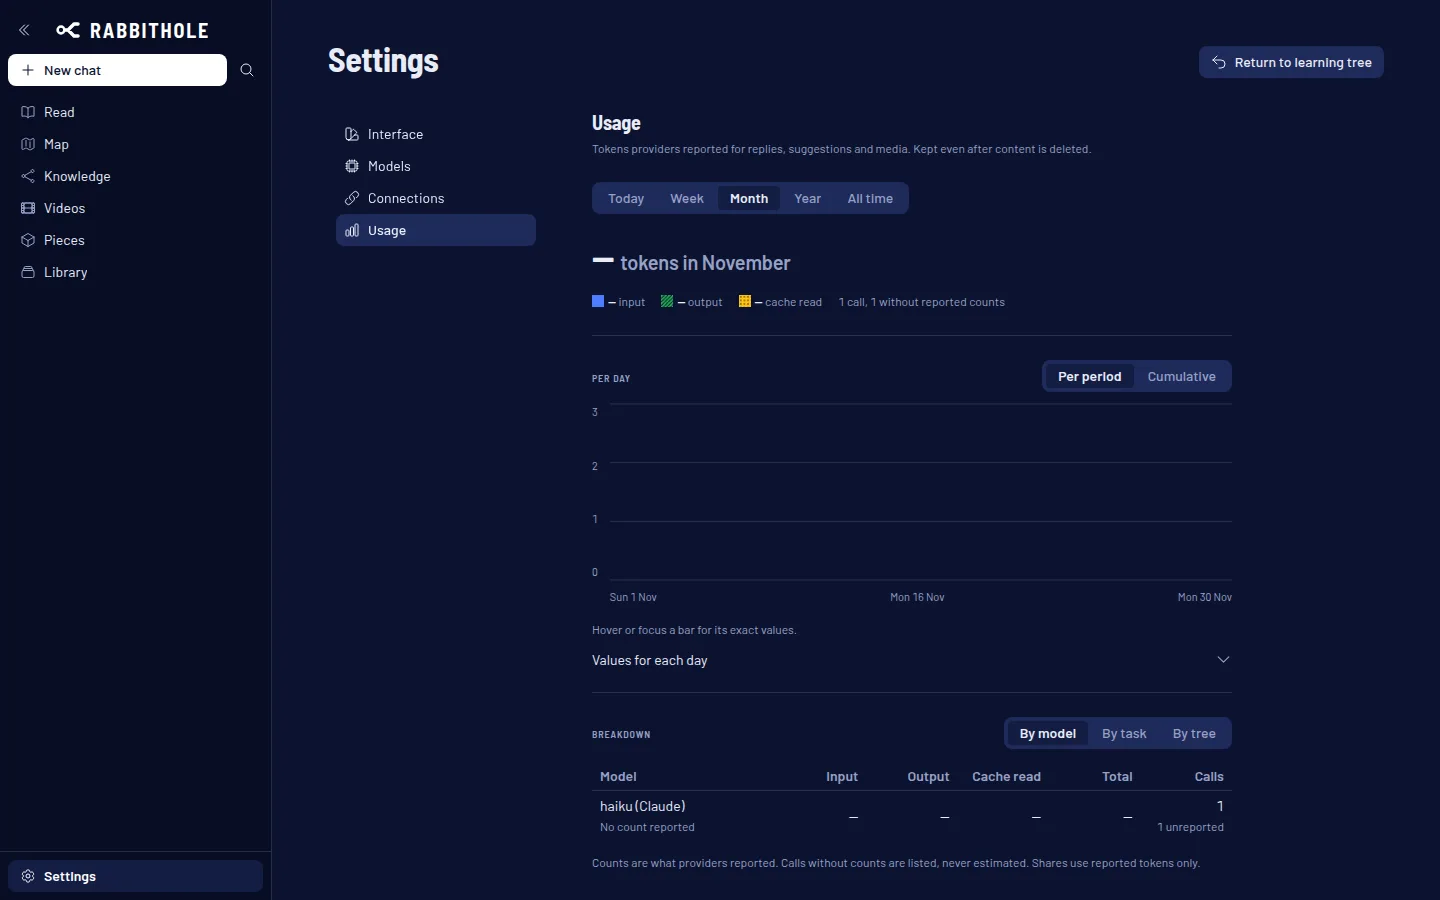 RABBITHOLE
New chat
Read
Map
Knowledge
Videos
Pieces
Library
Settings
Settings
Return to learning tree
Interface
Models
Connections
Usage
Usage
Tokens providers reported for replies, suggestions and media. Kept even after content is deleted.
Today Week Month Year All time
— tokens in November
— input — output — cache read 1 call, 1 without reported counts
PER DAY
Per period Cumulative
3
2
1
0
Sun 1 Nov Mon 16 Nov Mon 30 Nov
Hover or focus a bar for its exact values.
Values for each day
BREAKDOWN
By model By task By tree
Model Input Output Cache read Total Calls
haiku (Claude) — — — — 1
No count reported 1 unreported
Counts are what providers reported. Calls without counts are listed, never estimated. Shares use reported tokens only.